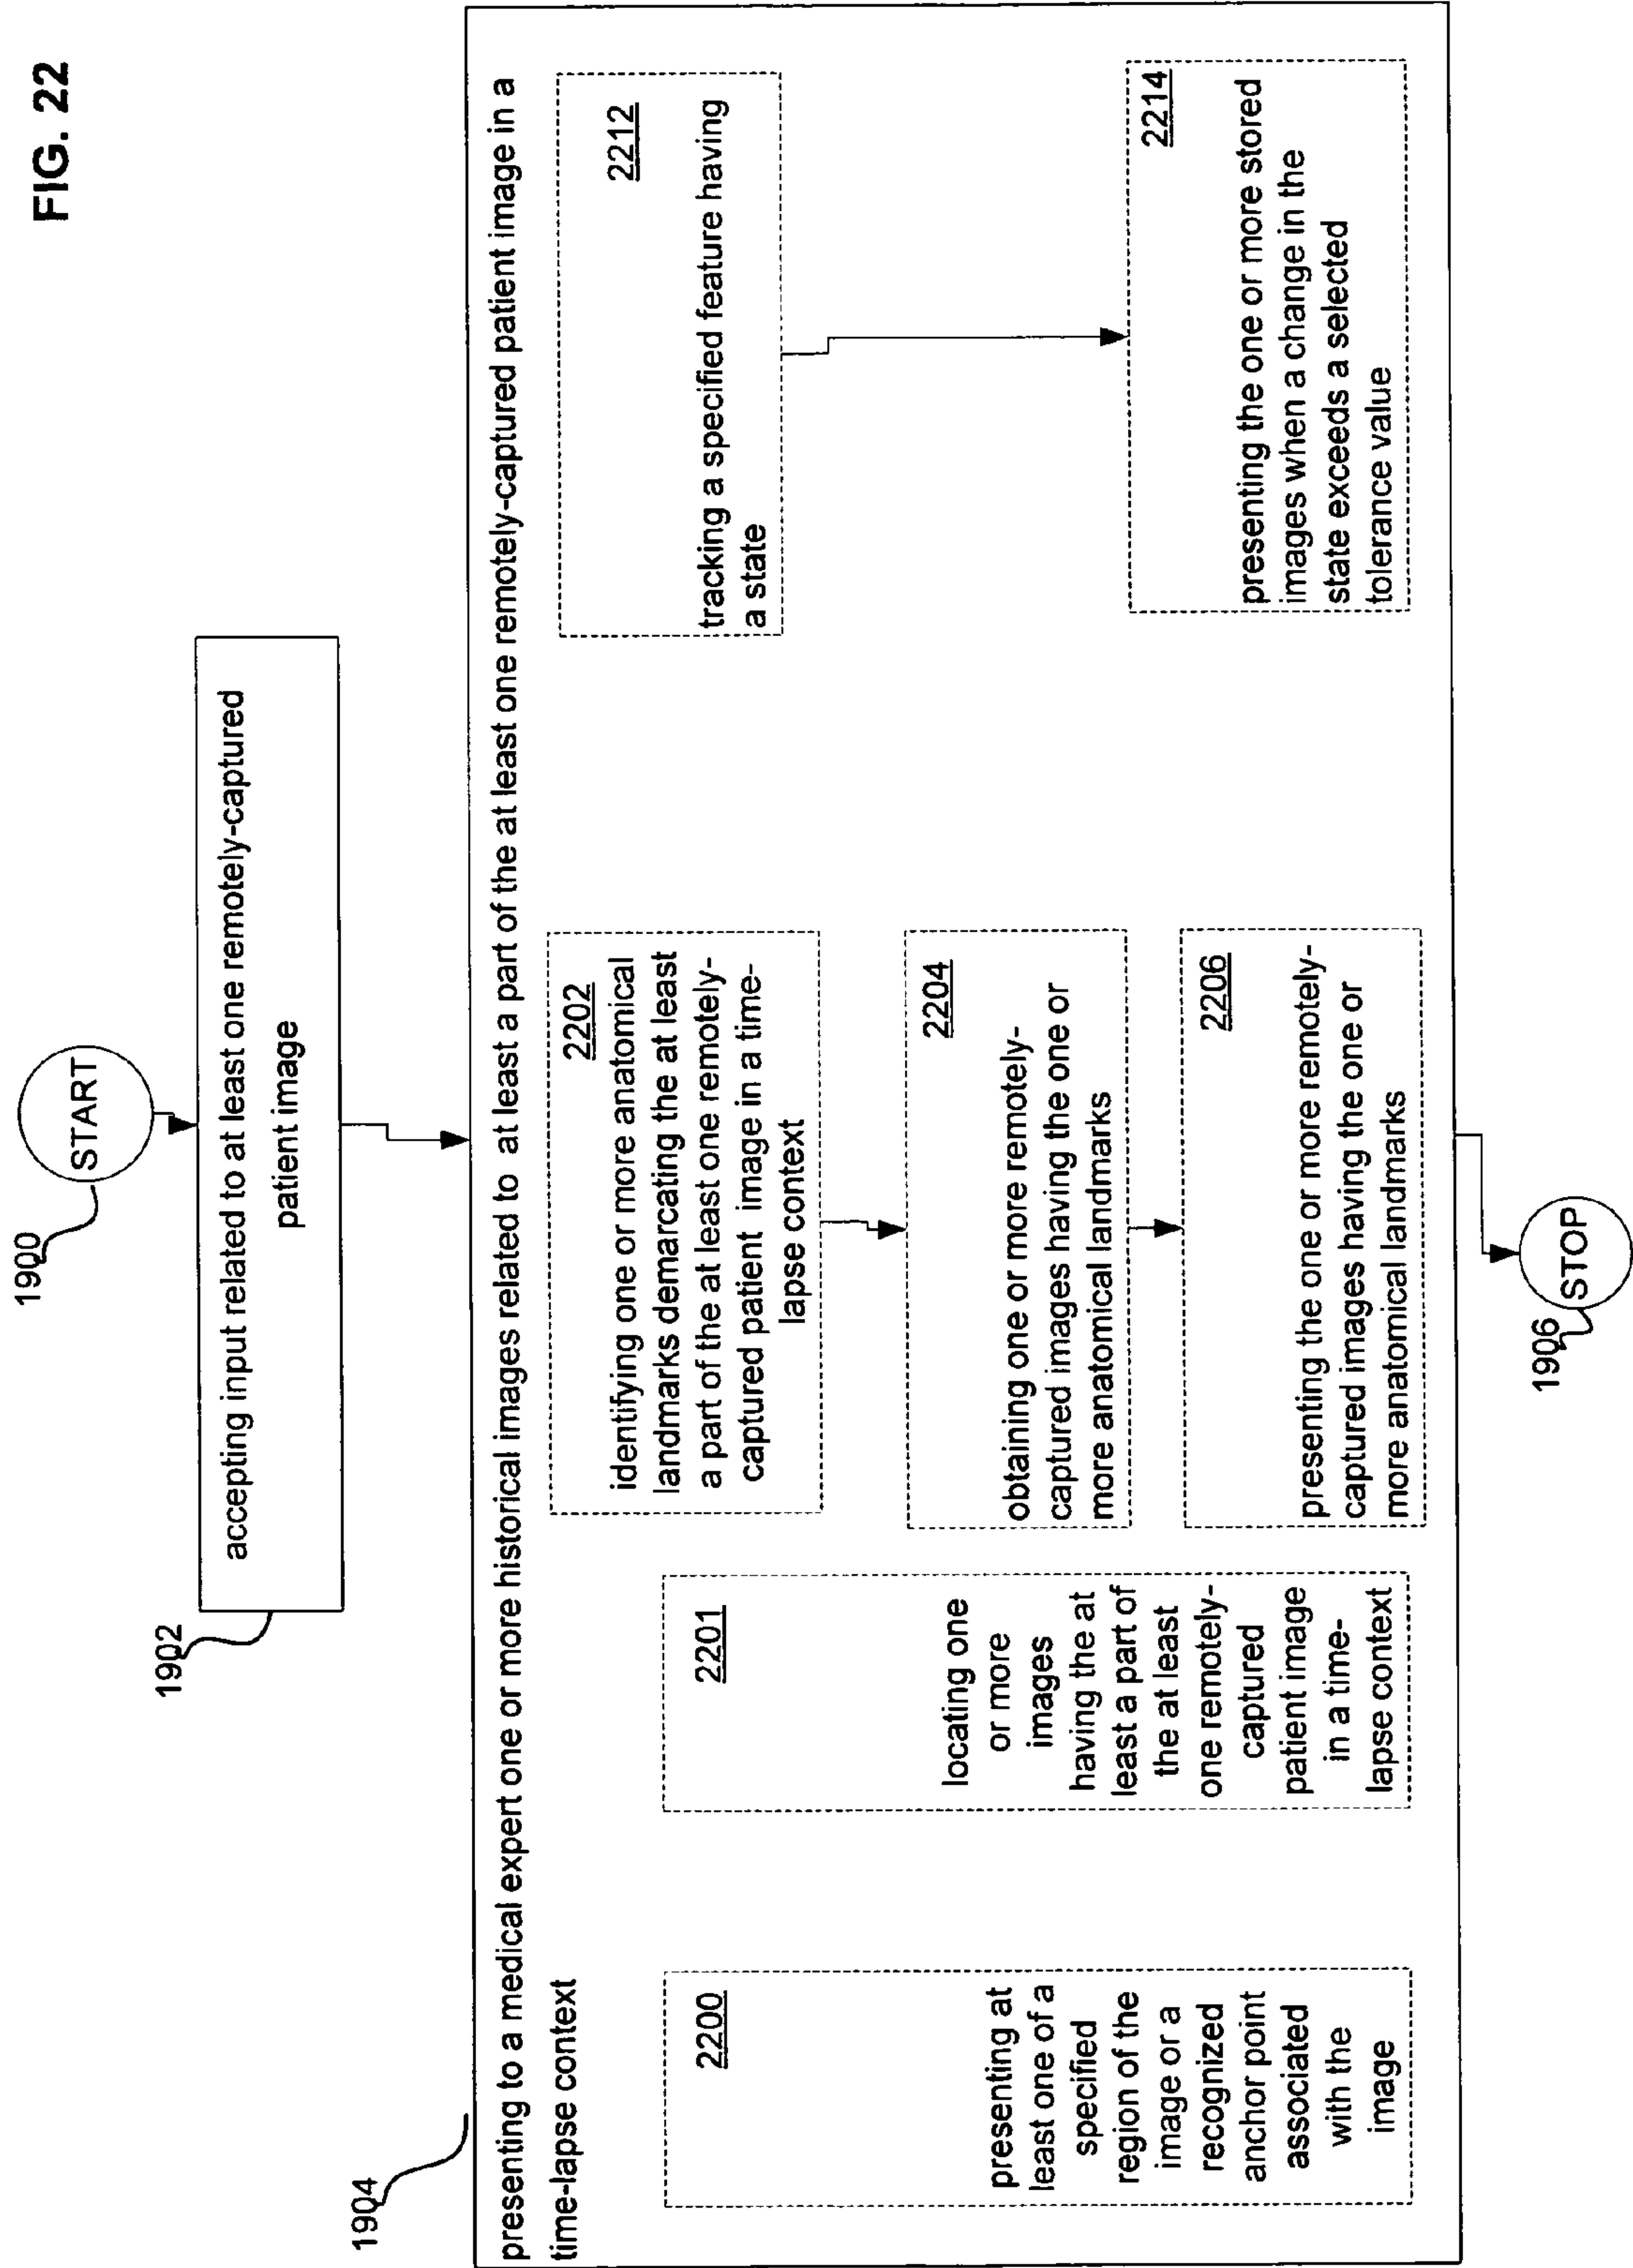 FIG. 22
1900
START
1902
accepting input related to at least one remotely-captured
patient image
1904
presenting to a medical expert one or more historical images related to at least a part of the at least one remotely-captured patient image in a
time-lapse context
2200
presenting at
least one of a
specified
region of the
image or a
recognized
anchor point
associated
with the
image
2201
locating one
or more
images
having the at
least a part of
the at least
one remotely-
captured
patient image
in a time-
lapse context
2202
identifying one or more anatomical
landmarks demarcating the at least
a part of the at least one remotely-
captured patient image in a time-
lapse context
2204
obtaining one or more remotely-
captured images having the one or
more anatomical landmarks
2206
presenting the one or more remotely-
captured images having the one or
more anatomical landmarks
2212
tracking a specified feature having
a state
2214
presenting the one or more stored
images when a change in the
state exceeds a selected
tolerance value
1906
STOP